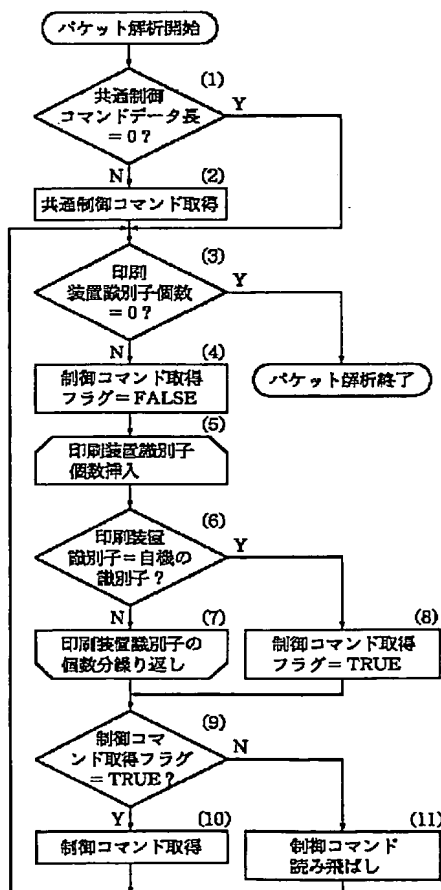 パケット解析開始
(1)
共通制御
コマンドデータ長
=0?
Y
N
(2)
共通制御コマンド取得
(3)
印刷
装置識別子個数
=0?
Y
N
(4)
制御コマンド取得
フラグ=FALSE
パケット解析終了
(5)
印刷装置識別子
個数挿入
(6)
印刷装置
識別子=自機の
識別子?
Y
N
(7)
印刷装置識別子の
個数分繰り返し
(8)
制御コマンド取得
フラグ=TRUE
(9)
制御コマ
ンド取得フラグ
=TRUE?
N
Y
(10)
制御コマンド取得
(11)
制御コマンド
読み飛ばし